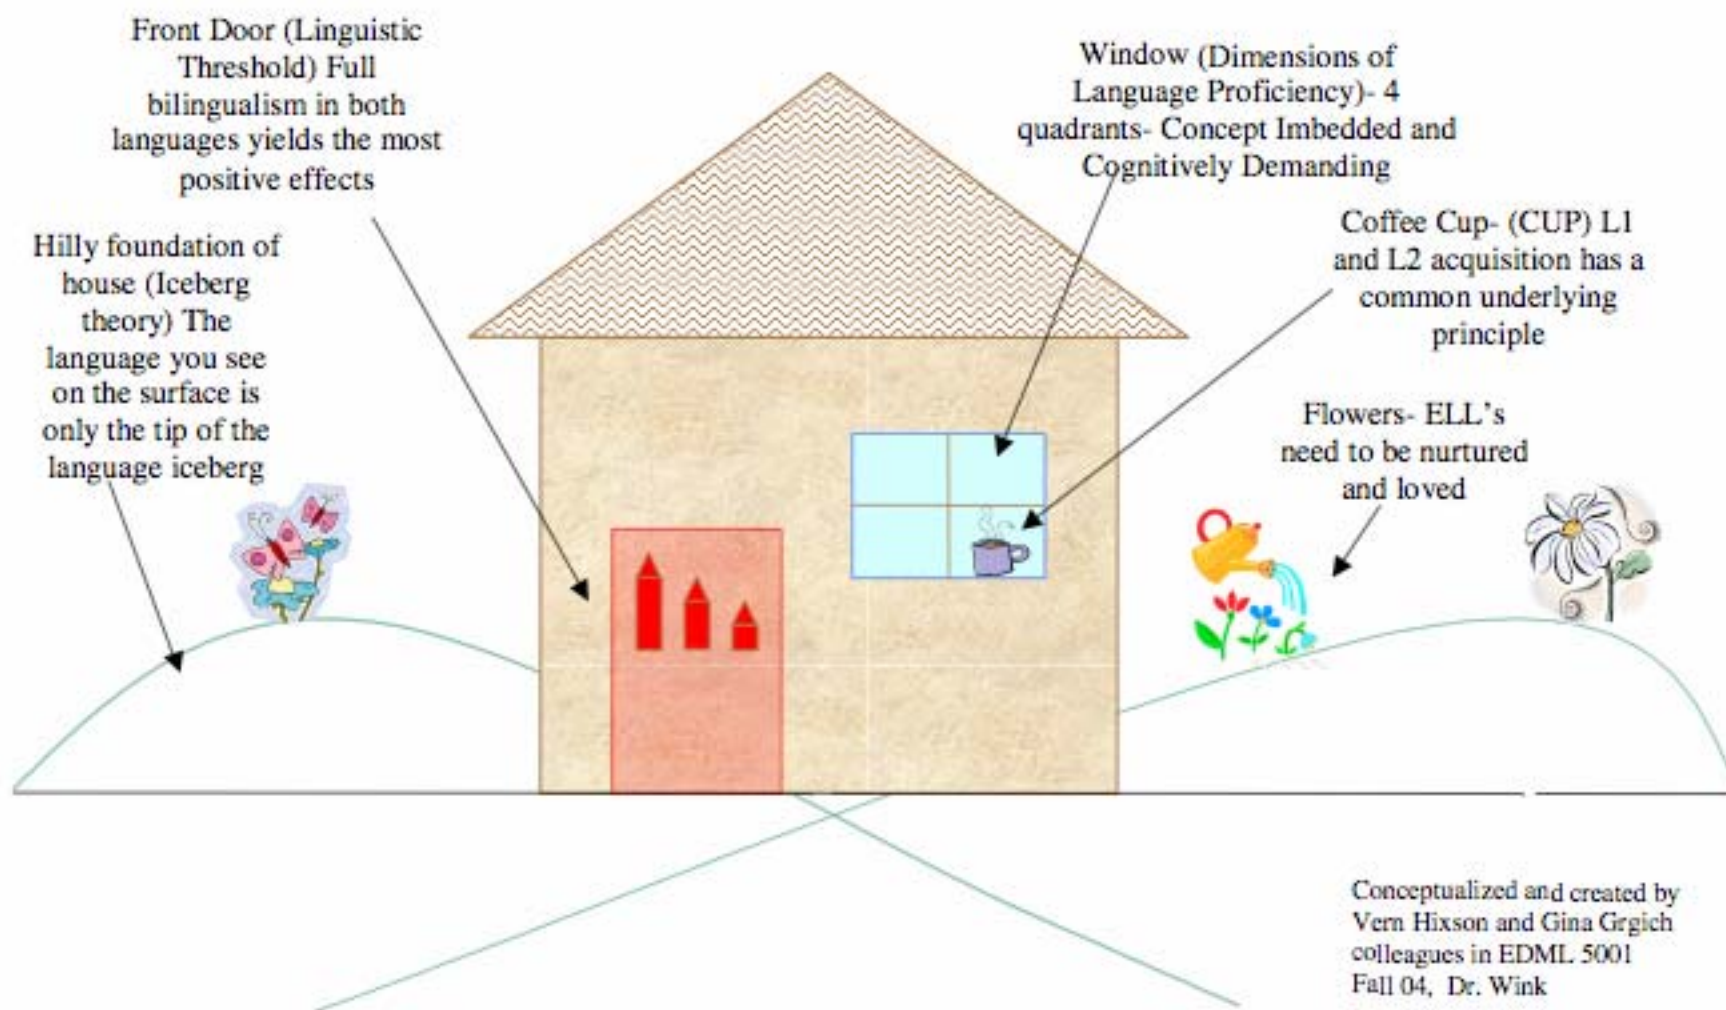 Front Door (Linguistic
Threshold) Full
bilingualism in both
languages yields the most
positive effects
Hilly foundation of
house (Iceberg
theory) The
language you see
on the surface is
only the tip of the
language iceberg
Window (Dimensions of
Language Proficiency)- 4
quadrants- Concept Imbedded and
Cognitively Demanding
Coffee Cup- (CUP) L1
and L2 acquisition has a
common underlying
principle
Flowers- ELL's
need to be nurtured
and loved
Conceptualized and created by
Vern Hixson and Gina Grgich
colleagues in EDML 5001
Fall 04, Dr. Wink